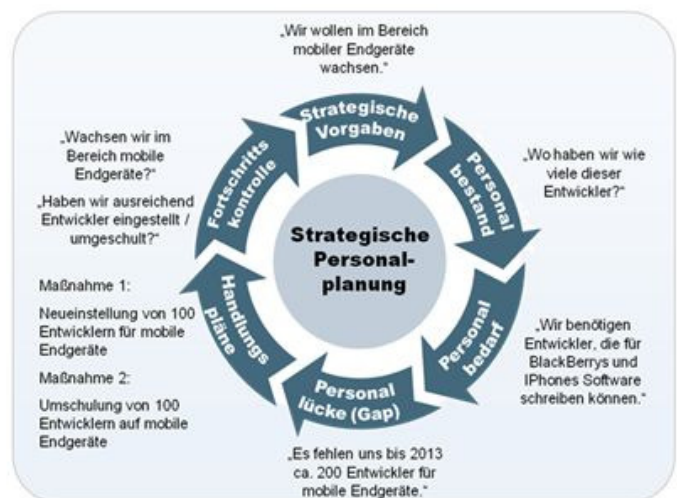 „Wir wollen im Bereich
mobiler Endgeräte
wachsen.“
Strategische
Vorgaben
Personal
bestand
„Wo haben wir wie
viele dieser
Entwickler?“
Personal
bedarf
„Wir benötigen
Entwickler, die für
BlackBerrys und
IPhones Software
schreiben können.“
Personal
lücke (Gap)
„Es fehlen uns bis 2013
ca. 200 Entwickler für
mobile Endgeräte.“
Handlungs
pläne
Maßnahme 1:
Neueinstellung von 100
Entwicklern für mobile
Endgeräte
Maßnahme 2:
Umschulung von 100
Entwicklern auf mobile
Endgeräte
Fortschritts
kontrolle
„Wachsen wir im
Bereich mobile
Endgeräte?“
„Haben wir ausreichend
Entwickler eingestellt /
umgeschult?“
Strategische
Personal-
planung